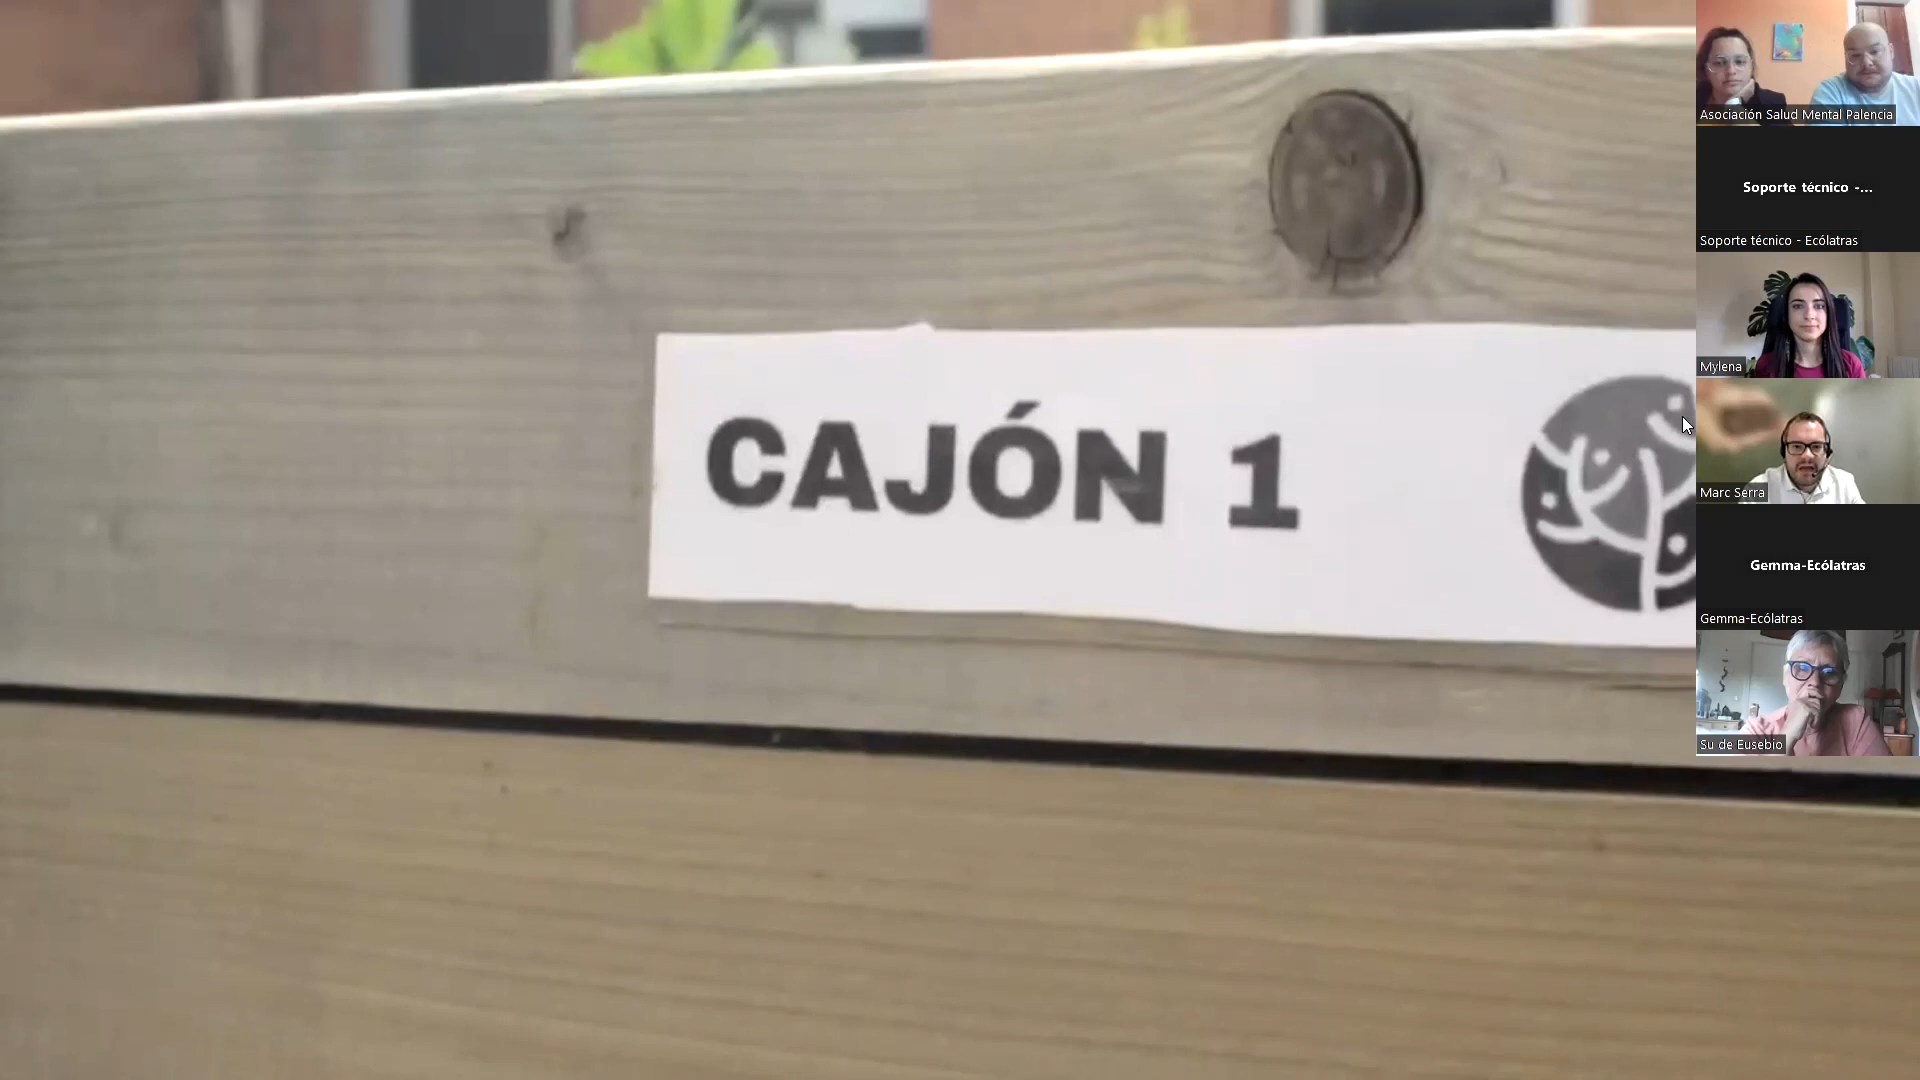 CAJÓN 1
Asociación Salud Mental Palencia
Soporte técnico -...
Soporte técnico - Ecólatras
Mylena
Marc Serra
Gemma-Ecólatras
Gemma-Ecólatras
Su de Eusebio